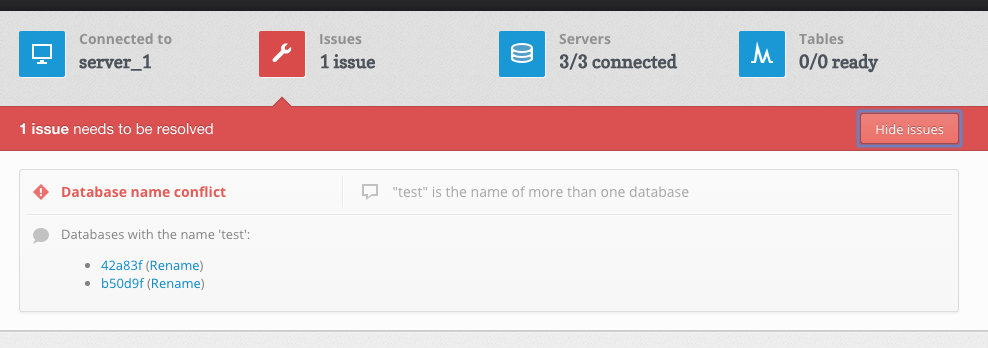 Connected to
server_1
Issues
1 issue
Servers
3/3 connected
Tables
0/0 ready
1 issue needs to be resolved
Hide issues
Database name conflict
"test" is the name of more than one database
Databases with the name 'test':
42a83f (Rename)
b50d9f (Rename)